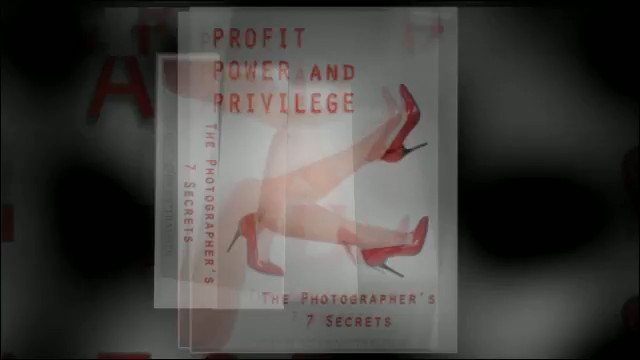 PROFIT
POWER AND
PRIVILEGE
THE PHOTOGRAPHER'S
7 SECRETS
THE PHOTOGRAPHER'S
7 SECRETS